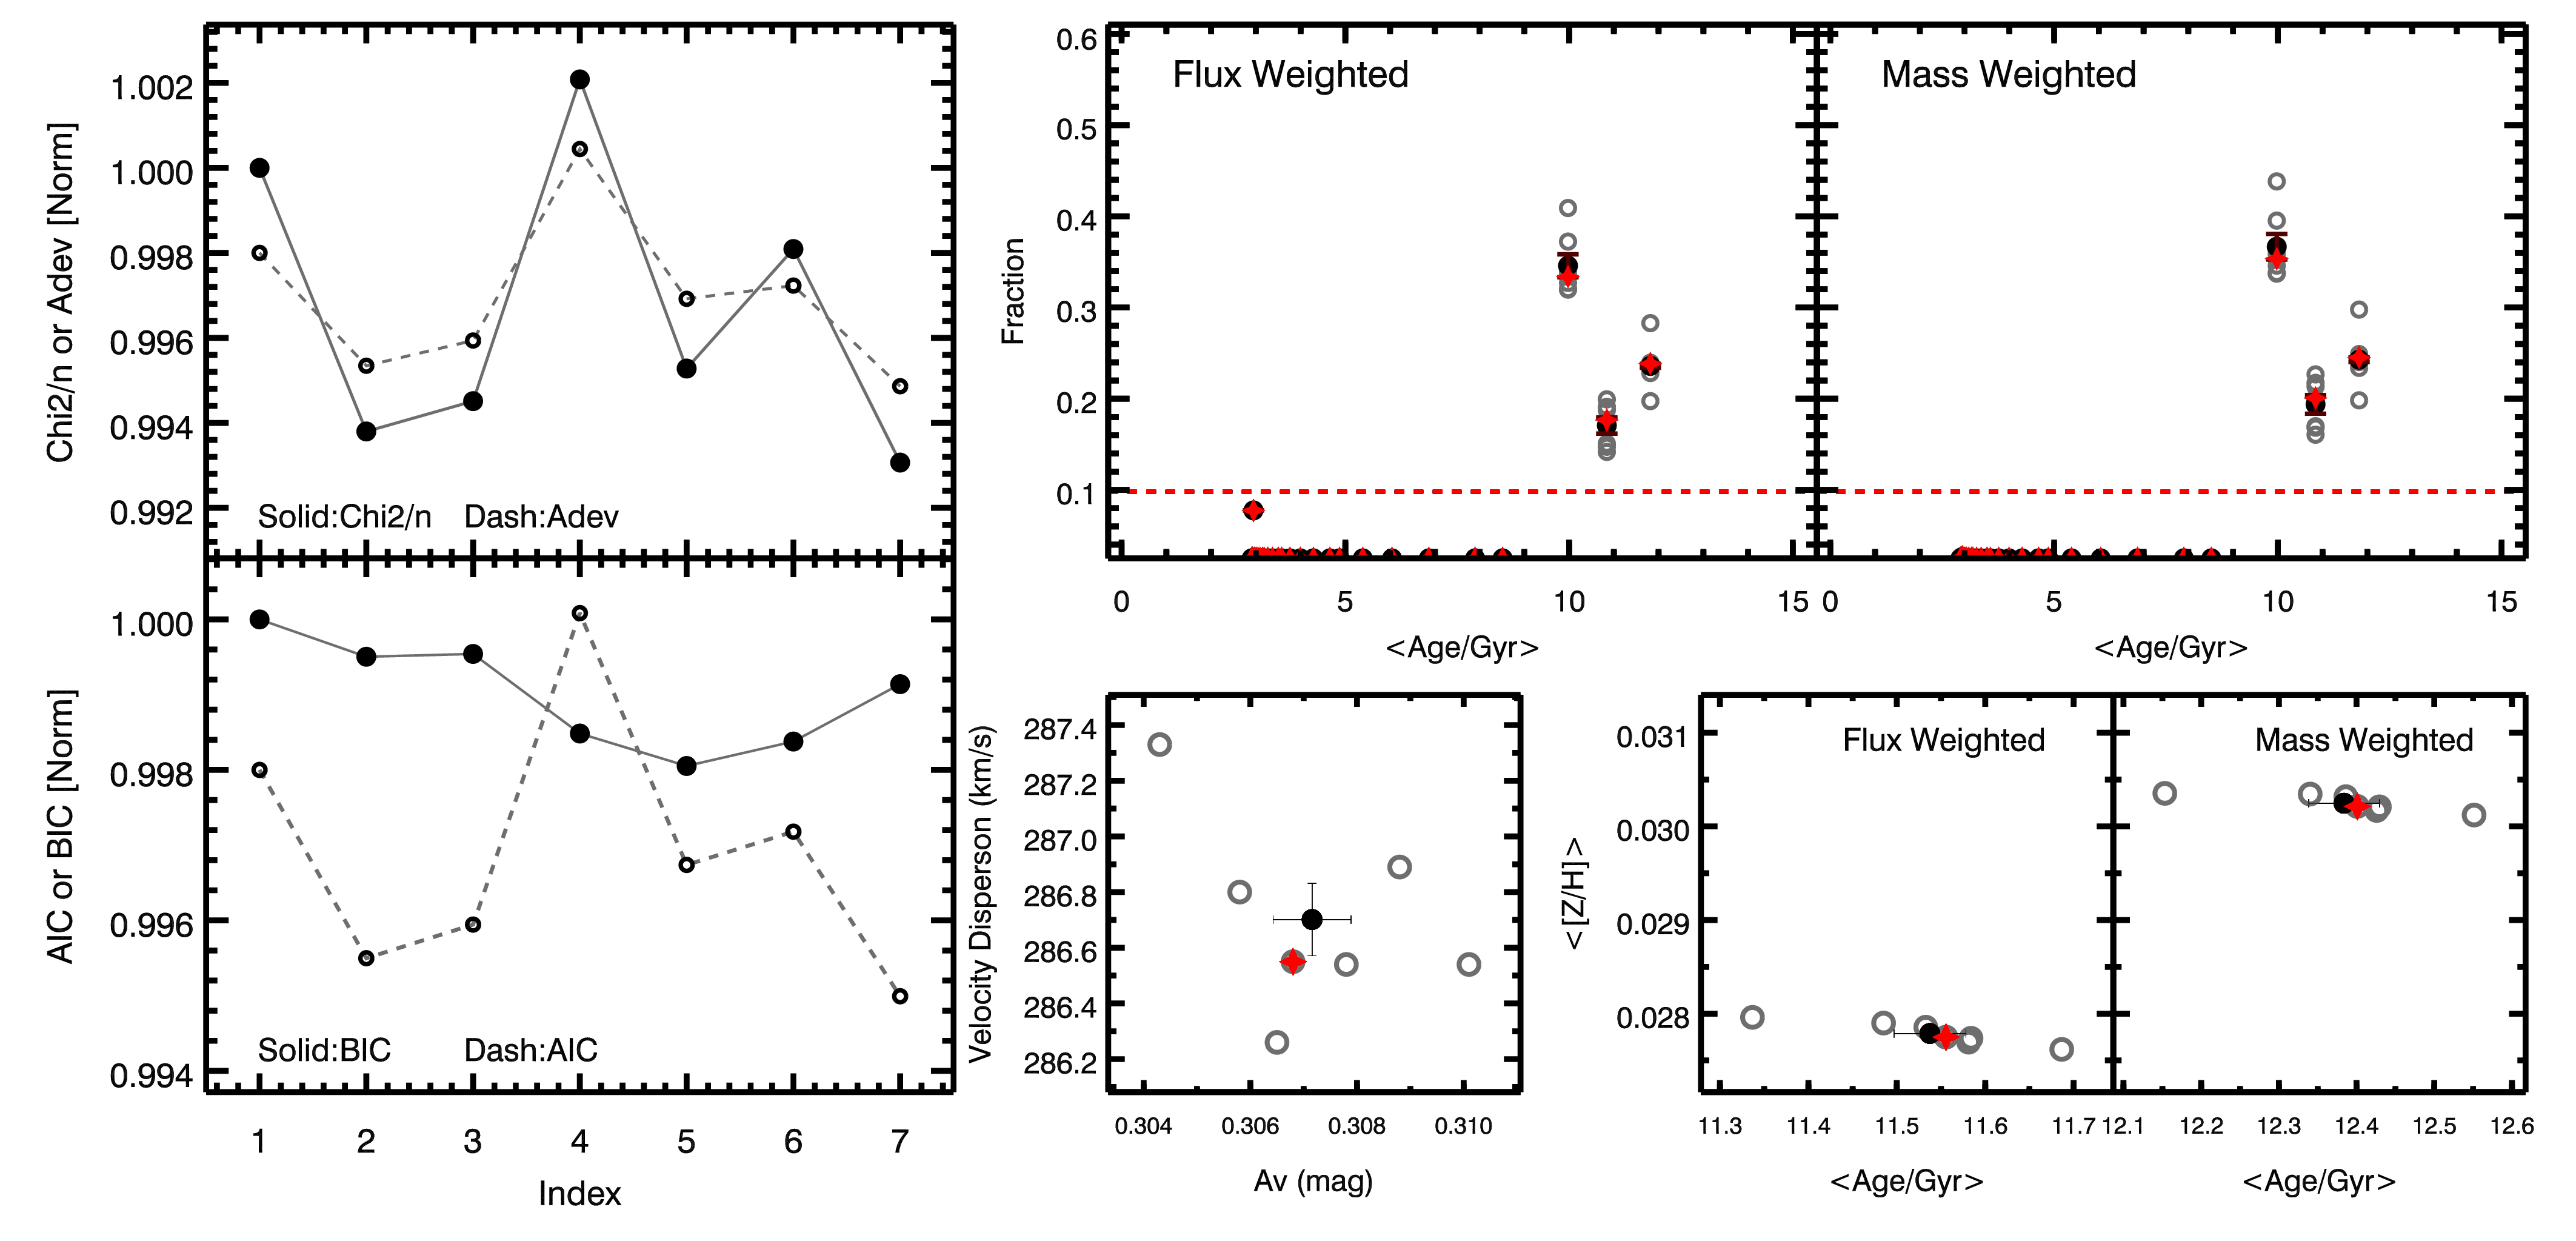 Chi2/n or Adev [Norm]
1.002
1.000
0.998
0.996
0.994
0.992
Solid:Chi2/n Dash:Adev
AIC or BIC [Norm]
1.000
0.998
0.996
0.994
Solid:BIC Dash:AIC
1 2 3 4 5 6 7
Index
Fraction
0.6
0.5
0.4
0.3
0.2
0.1
Flux Weighted
Mass Weighted
0 5 10 15 0 5 10 15
<Age/Gyr> <Age/Gyr>
Velocity Disperson (km/s)
287.4
287.2
287.0
286.8
286.6
286.4
286.2
0.304 0.306 0.308 0.310
Av (mag)
<[Z/H]>
0.031
0.030
0.029
0.028
Flux Weighted
Mass Weighted
11.3 11.4 11.5 11.6 11.7 12.1 12.2 12.3 12.4 12.5 12.6
<Age/Gyr> <Age/Gyr>